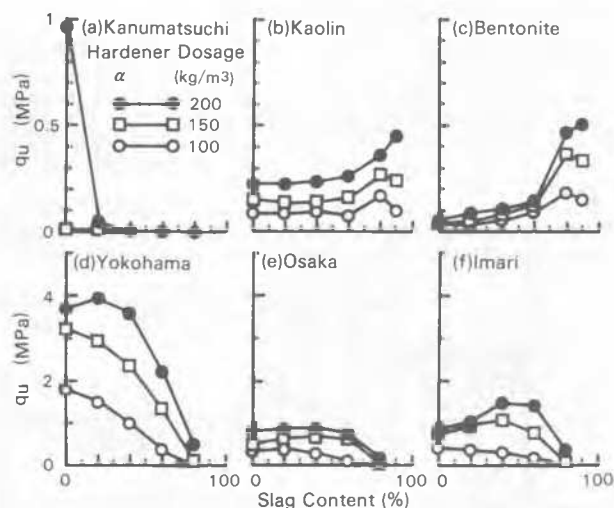 1
(a)Kanumatsuchi
(b)Kaolin
(c)Bentonite
Hardener Dosage
α (kg/m3)
200
0.5
150
100
qu (MPa)
0
(d)Yokohama
(e)Osaka
(f)Imari
4
2
qu (MPa)
0
0 100 0 100 0 100
Slag Content (%)